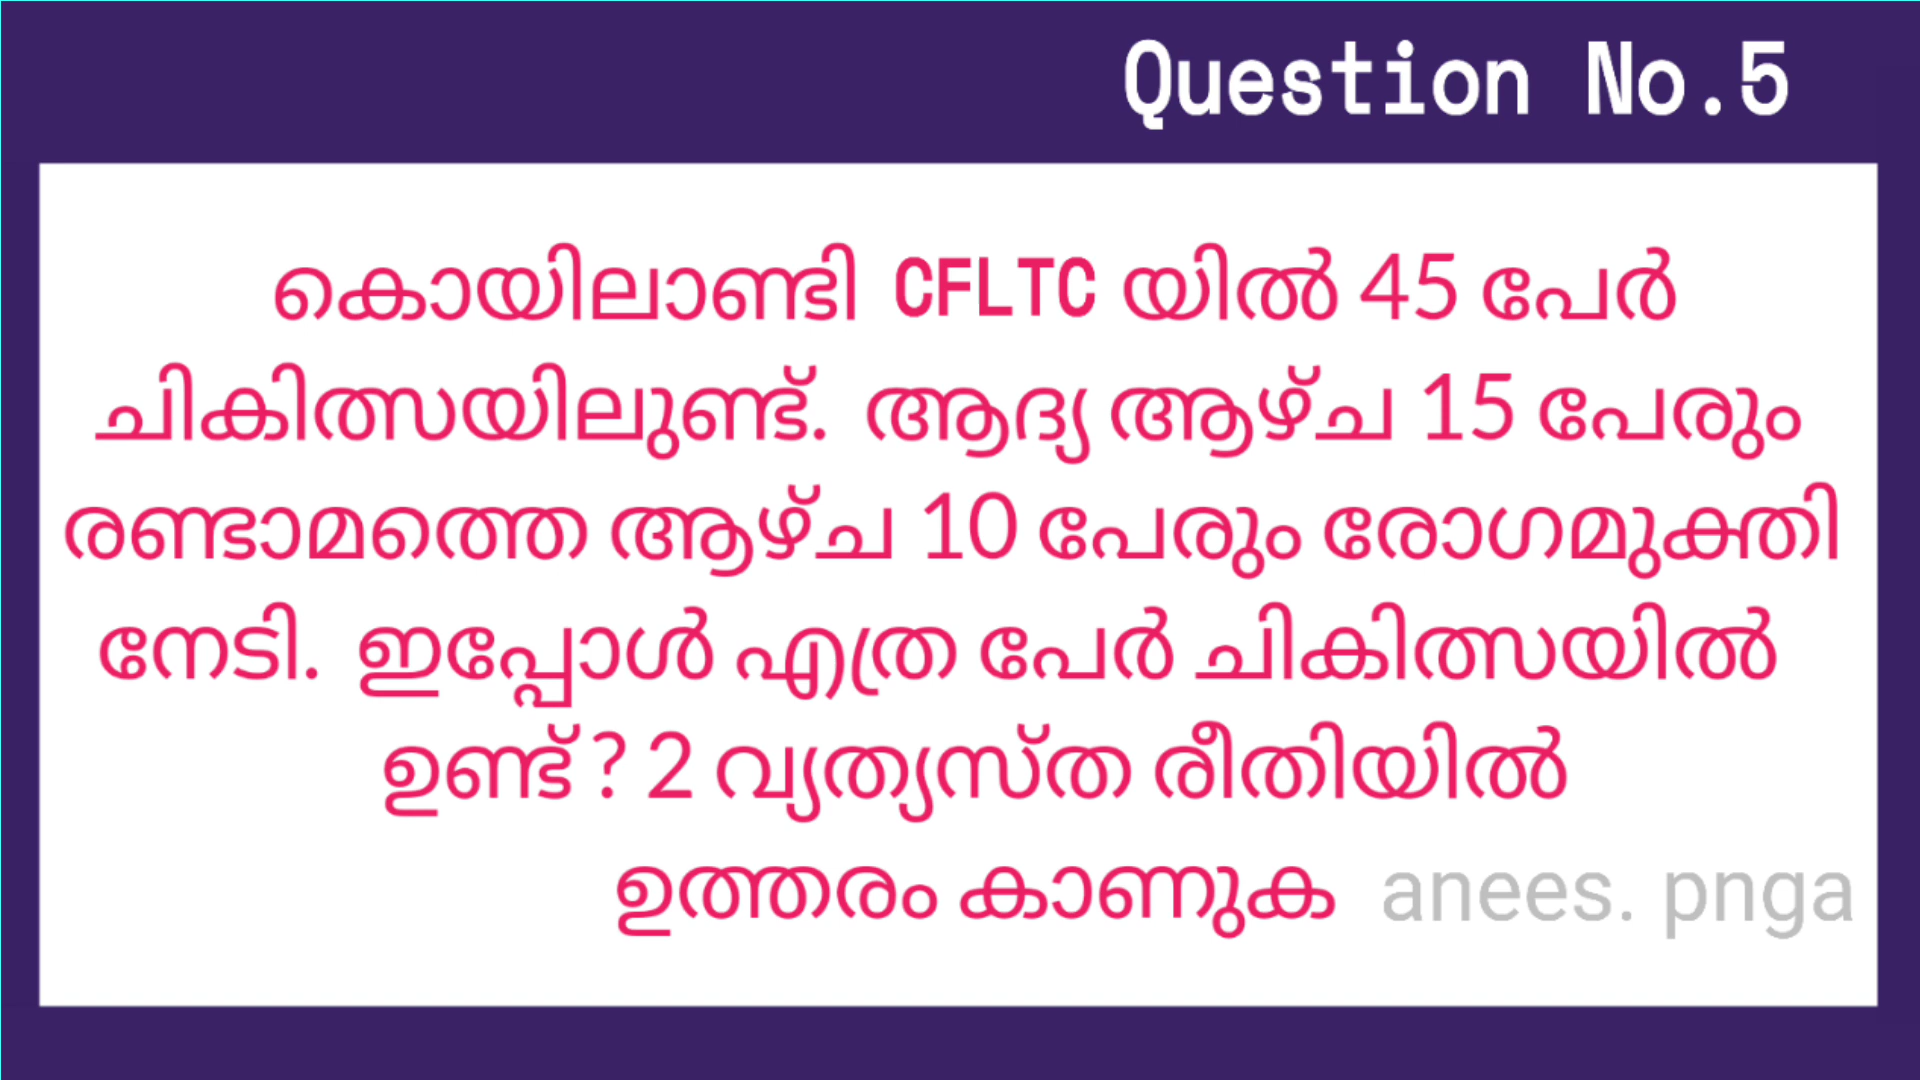 Question No.5
കൊയിലാണ്ടി CFLTC യിൽ 45 പേർ
ചികിത്സയിലുണ്ട്. ആദ്യ ആഴ്ച 15 പേരും
രണ്ടാമത്തെ ആഴ്ച 10 പേരും രോഗമുക്തി
നേടി. ഇപ്പോൾ എത്ര പേർ ചികിത്സയിൽ
ഉണ്ട് ? 2 വ്യത്യസ്ത രീതിയിൽ
ഉത്തരം കാണുക anees. pnga